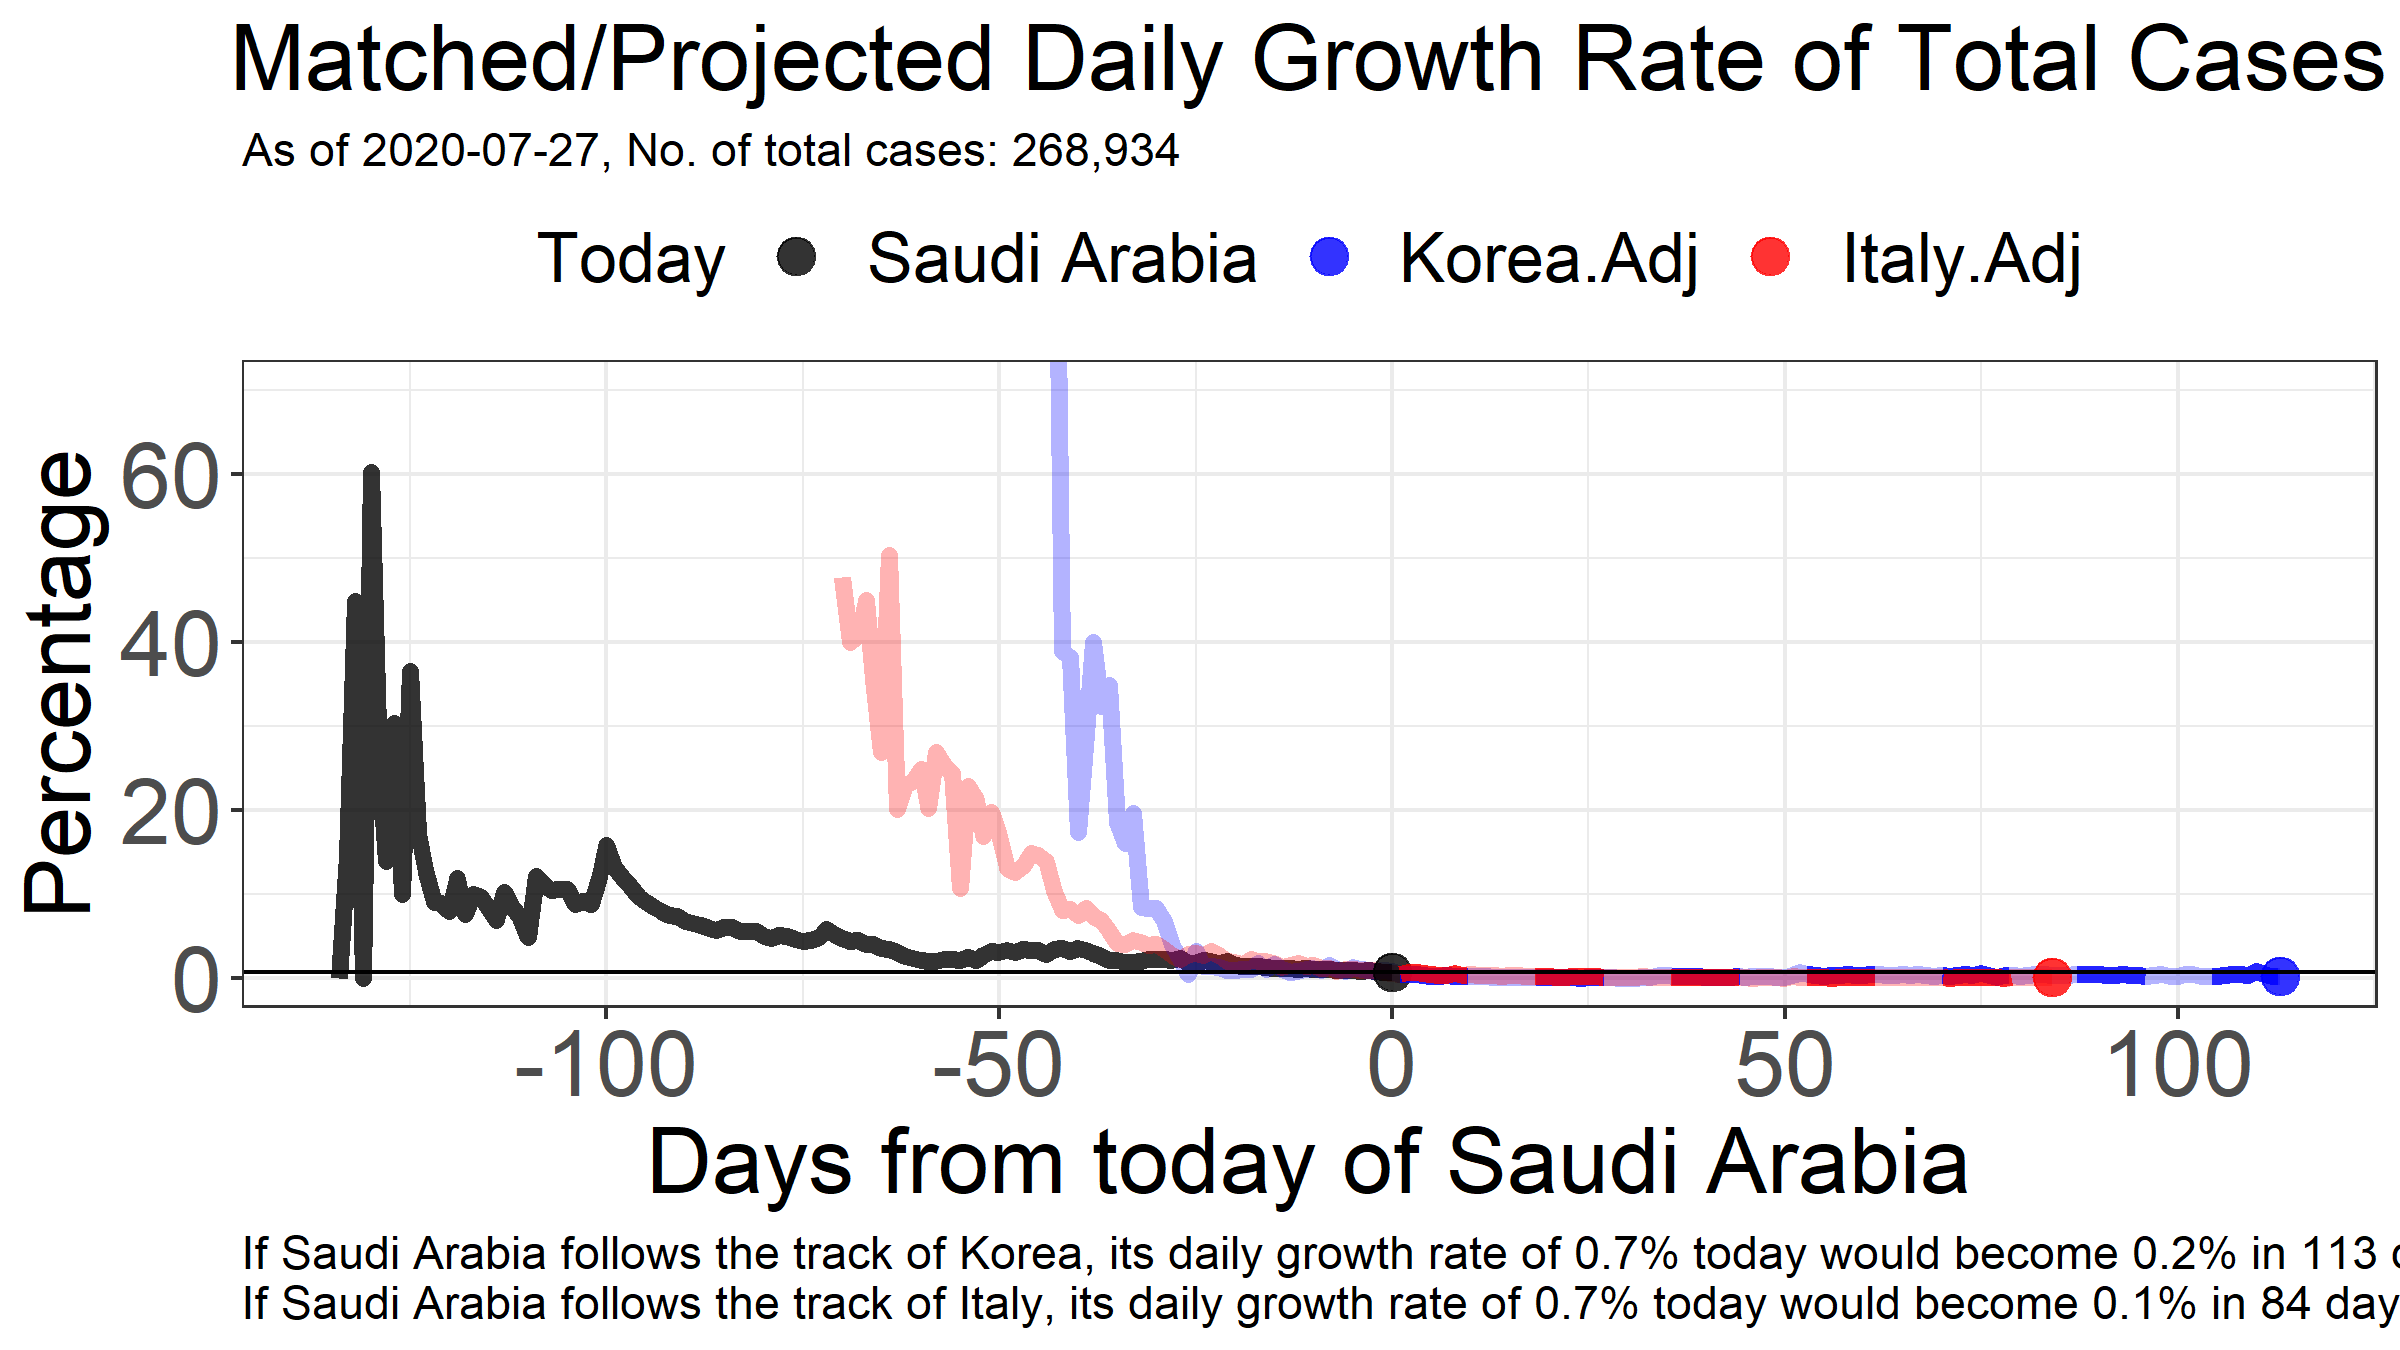 Matched/Projected Daily Growth Rate of Total Cases
As of 2020-07-27, No. of total cases: 268,934
Today Saudi Arabia Korea.Adj Italy.Adj
Percentage
60
40
20
0
-100 -50 0 50 100
Days from today of Saudi Arabia
If Saudi Arabia follows the track of Korea, its daily growth rate of 0.7% today would become 0.2% in 113
If Saudi Arabia follows the track of Italy, its daily growth rate of 0.7% today would become 0.1% in 84 day